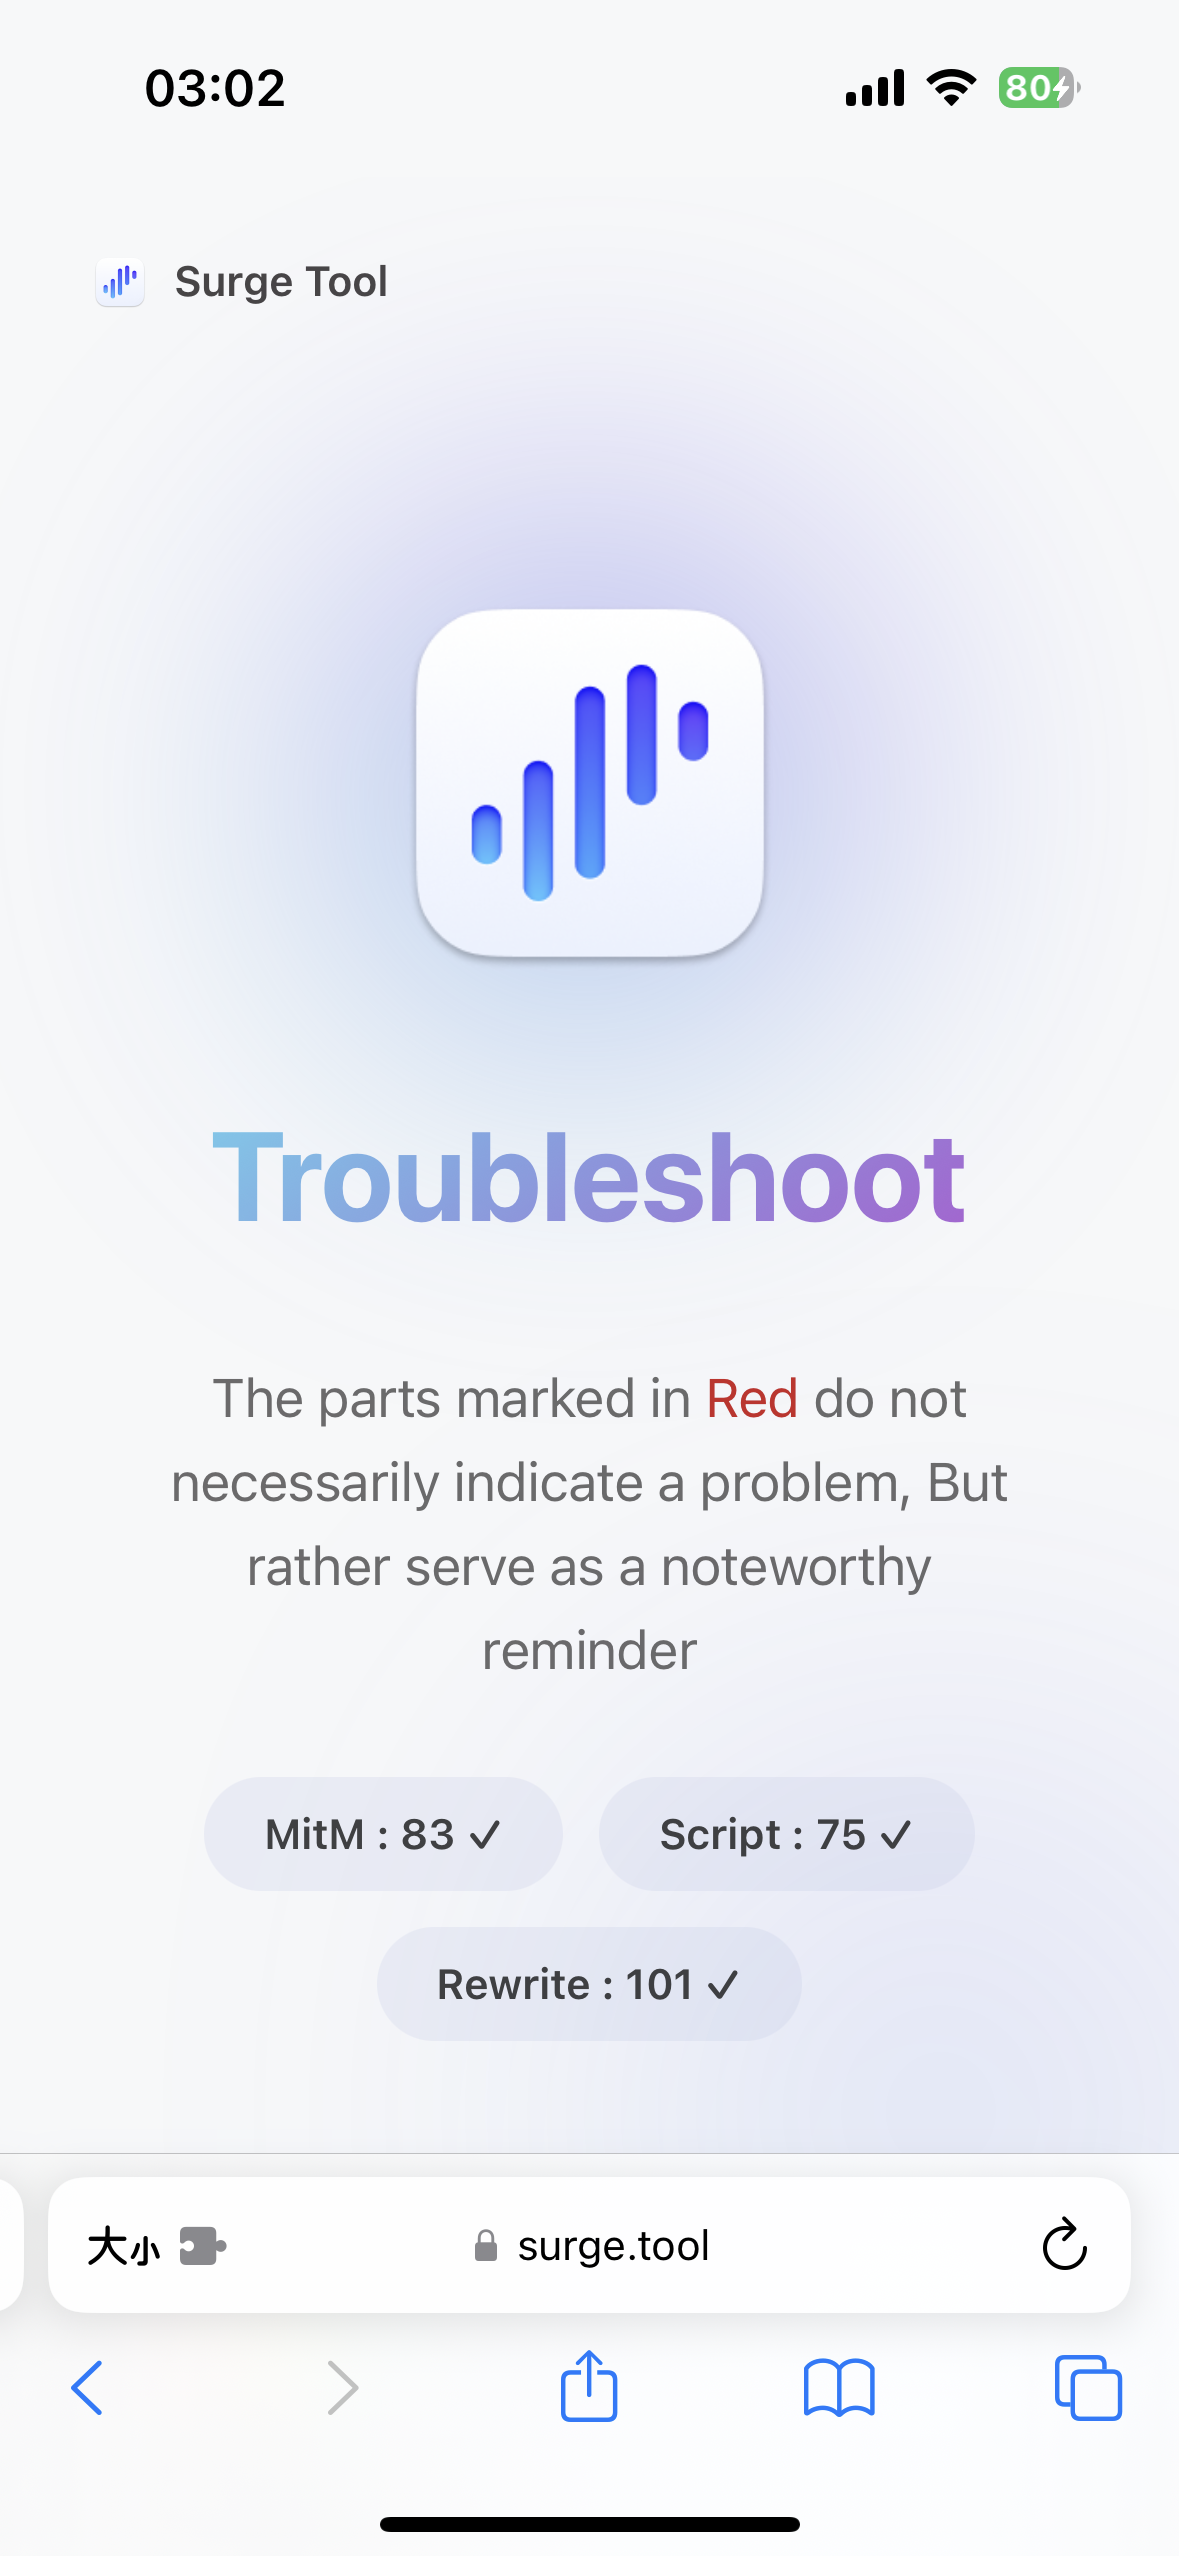 03:02
80
Surge Tool
Troubleshoot
The parts marked in Red do not
necessarily indicate a problem, But
rather serve as a noteworthy
reminder
MitM : 83 ✓
Script : 75 ✓
Rewrite : 101 ✓
大小
surge.tool